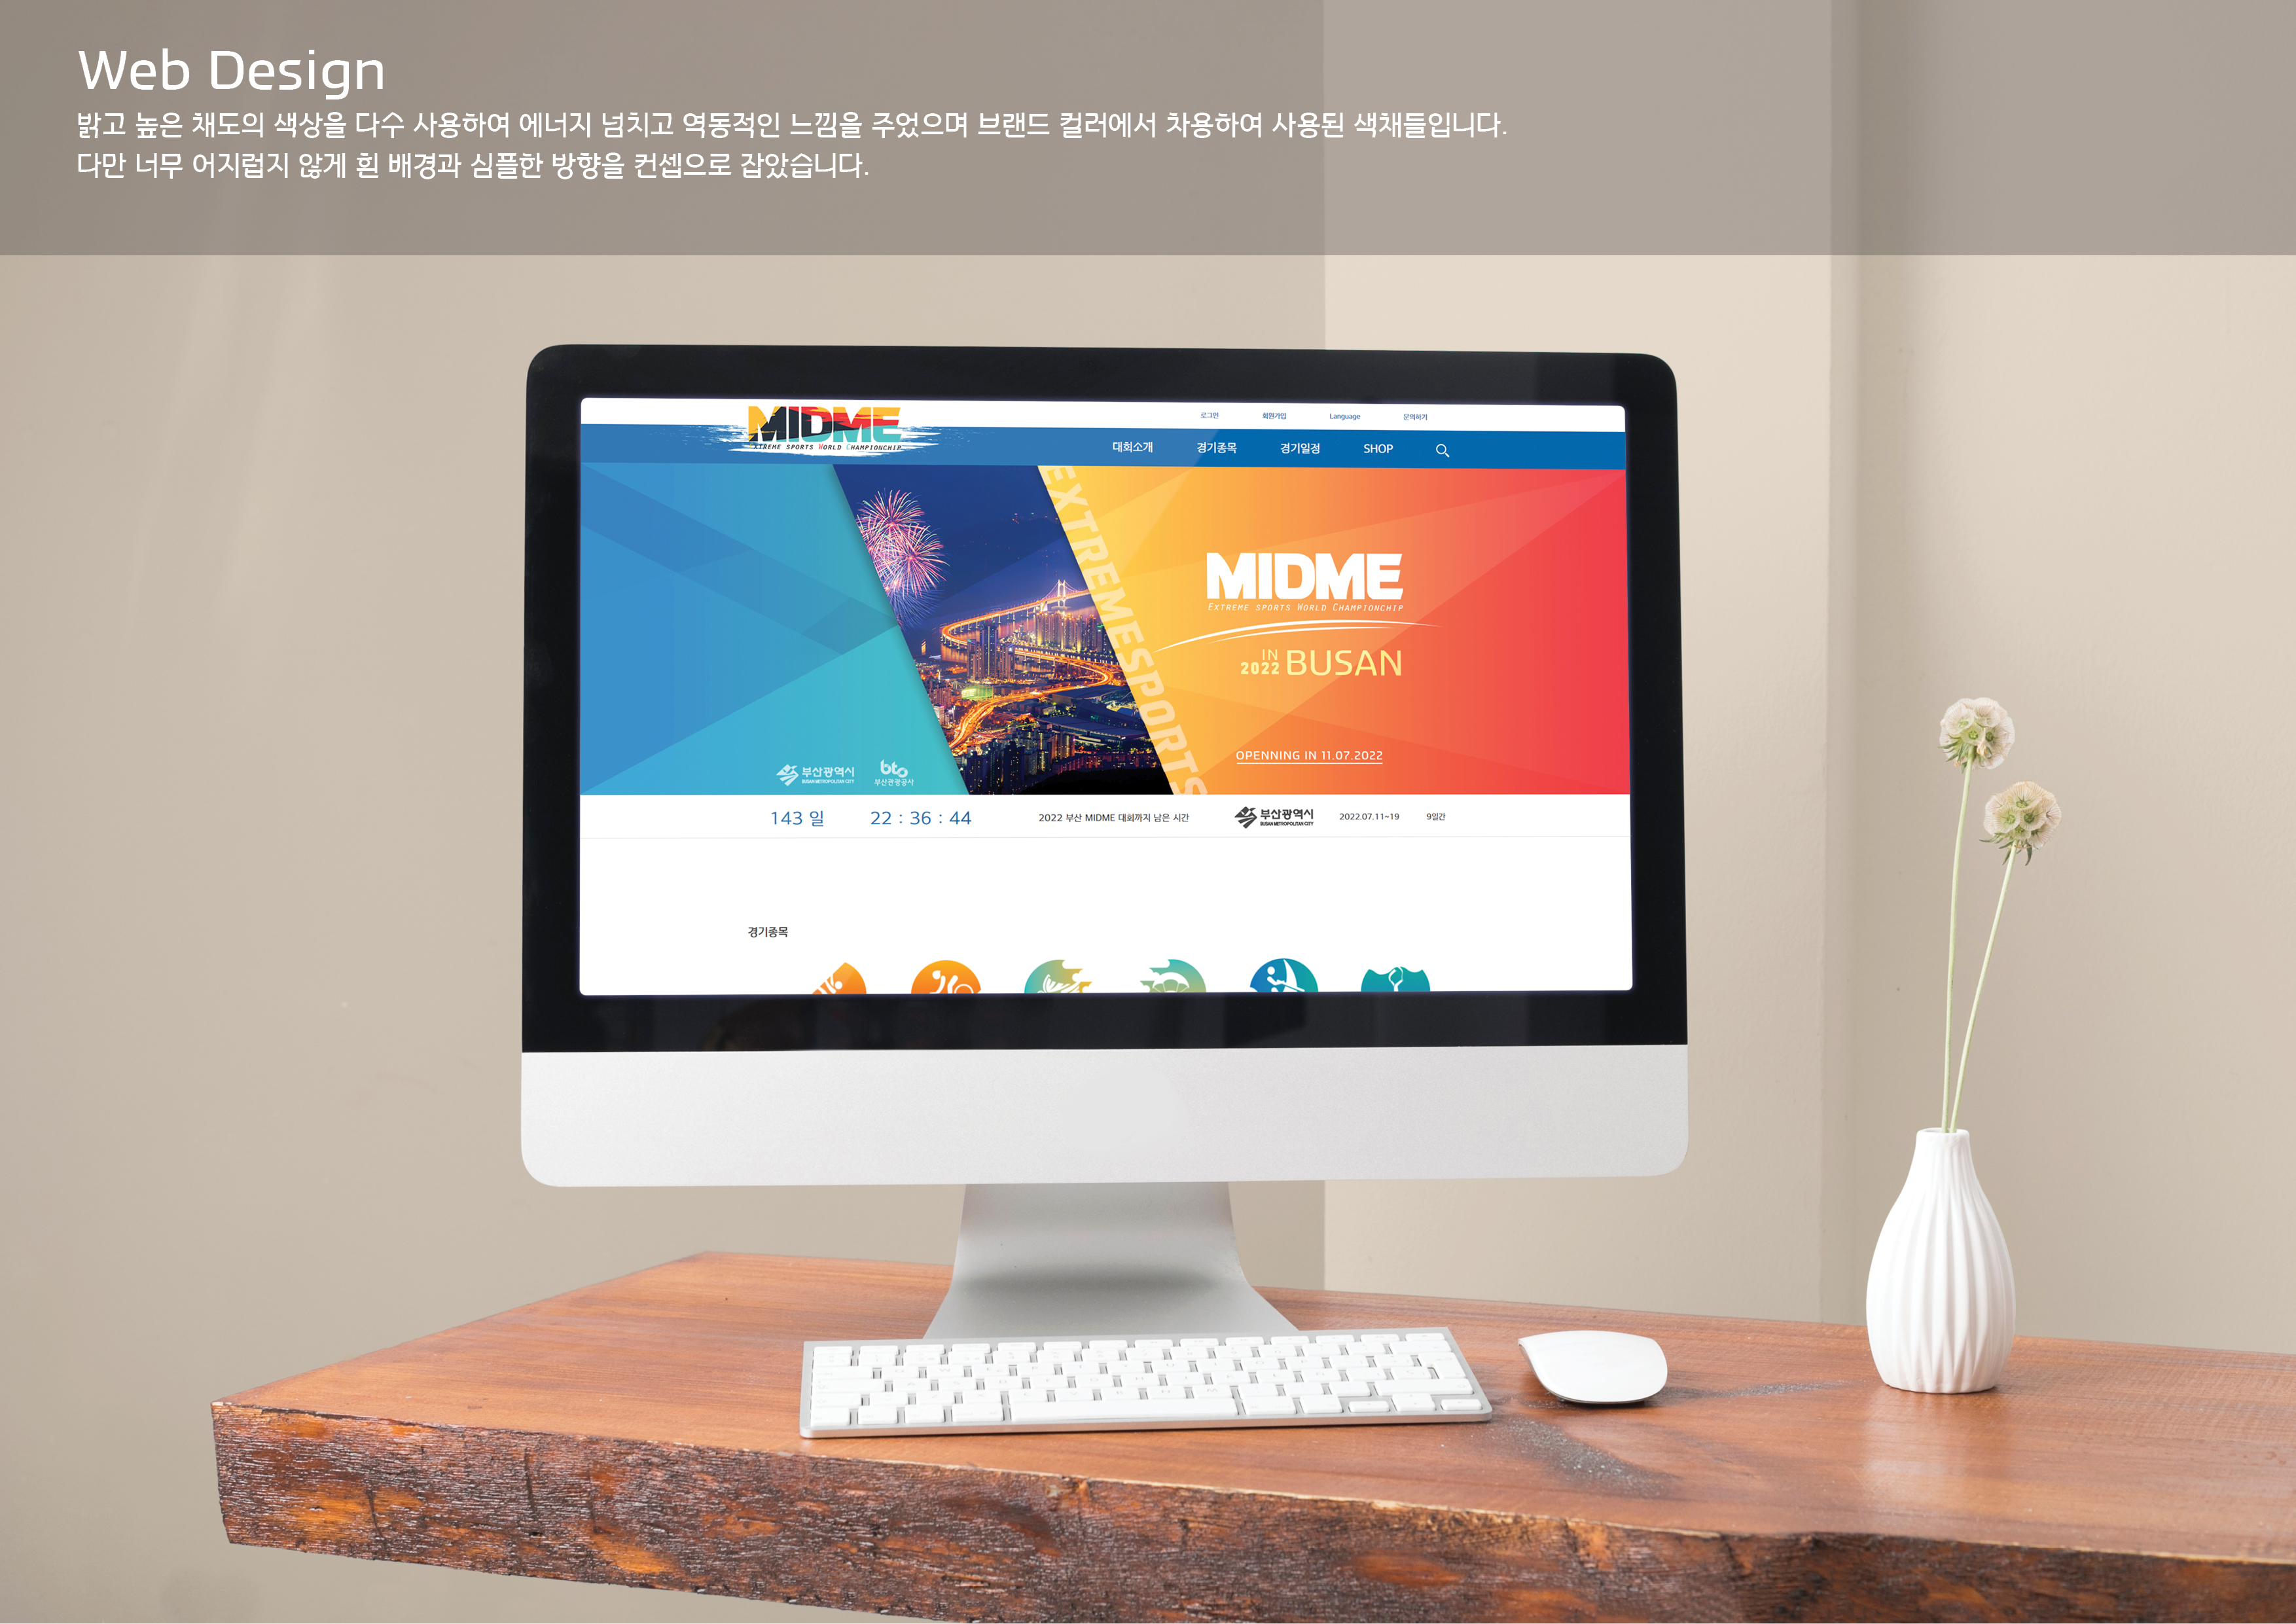 Web Design
밝고 높은 채도의 색상을 다수 사용하여 에너지 넘치고 역동적인 느낌을 주었으며 브랜드 컬러에서 차용하여 사용된 색채들입니다.
다만 너무 어지럽지 않게 흰 배경과 심플한 방향을 컨셉으로 잡았습니다.
로그인 회원가입 Language 문의하기
MIDME
EXTREME SPORTS WORLD CHAMPIONCHIP
대회소개 경기종목 경기일정 SHOP
EXTREMESPORTS
MIDME
EXTREME SPORTS WORLD CHAMPIONCHIP
IN
2022 BUSAN
OPENNING IN 11.07.2022
부산광역시
BUSAN METROPOLITAN CITY
bto
부산관광공사
143 일 22 : 36 : 44 2022 부산 MIDME 대회까지 남은 시간 부산광역시 2022.07.11~19 9일간
BUSAN METROPOLITAN CITY
경기종목